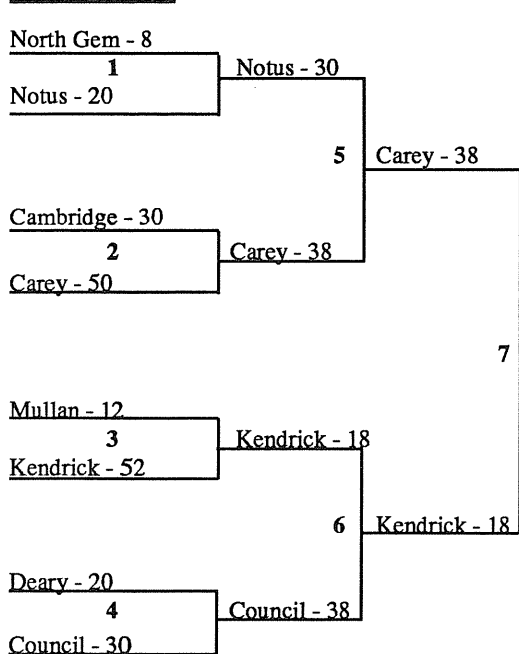 North Gem - 8
1
Notus - 20
Notus - 30
5
Carey - 38
Cambridge - 30
2
Carey - 50
Carey - 38
7
Mullan - 12
3
Kendrick - 52
Kendrick - 18
6
Kendrick - 18
Deary - 20
4
Council - 30
Council - 38